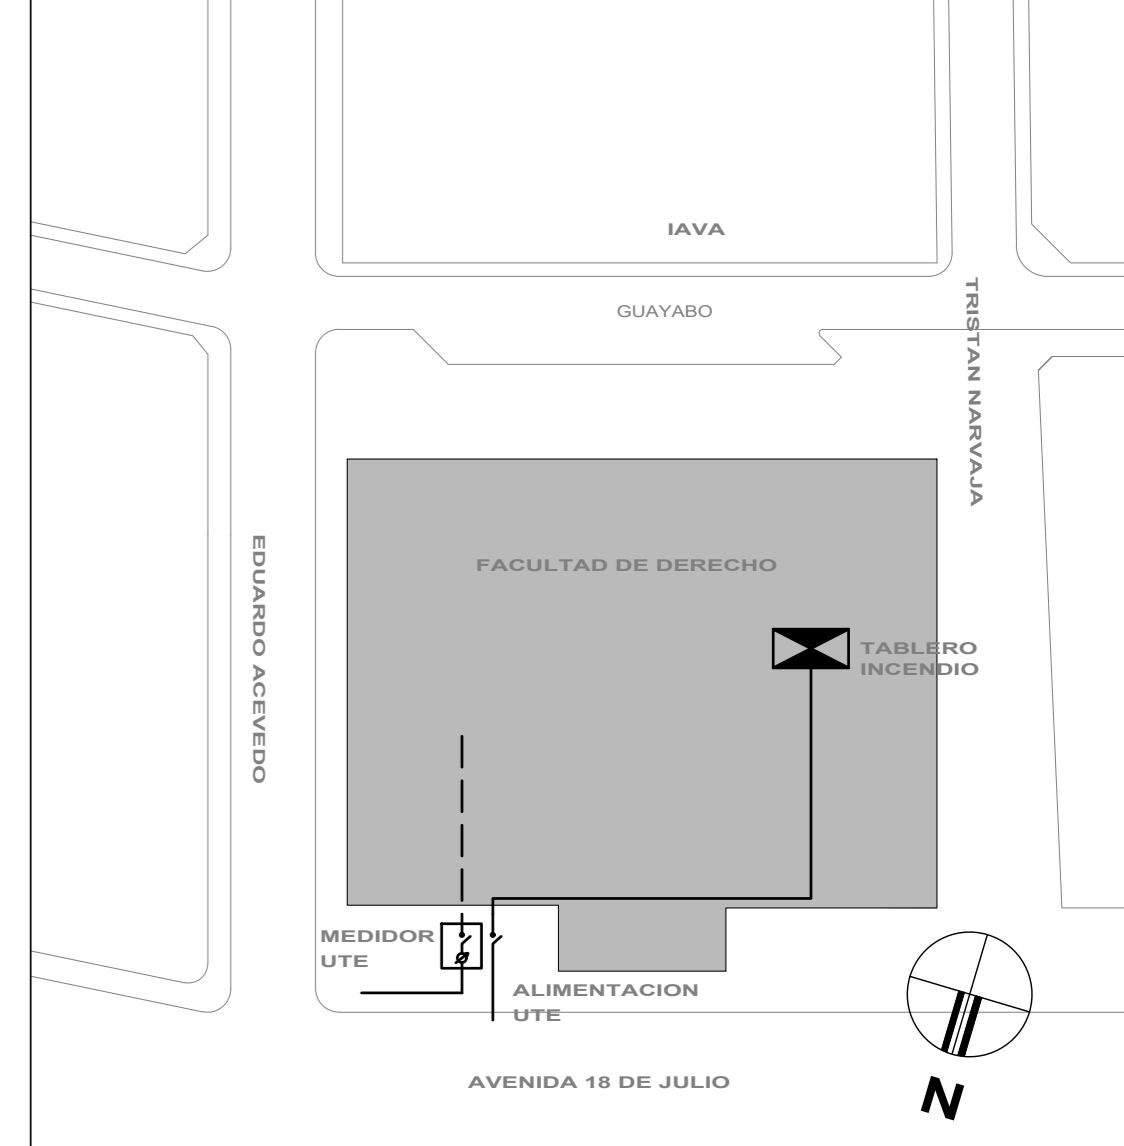 IAVA
GUAYABO
TRISTAN NARVAJA
EDUARDO ACEVEDO
FACULTAD DE DERECHO
TABLERO
INCENDIO
MEDIDOR
UTE
ALIMENTACION
UTE
AVENIDA 18 DE JULIO
N